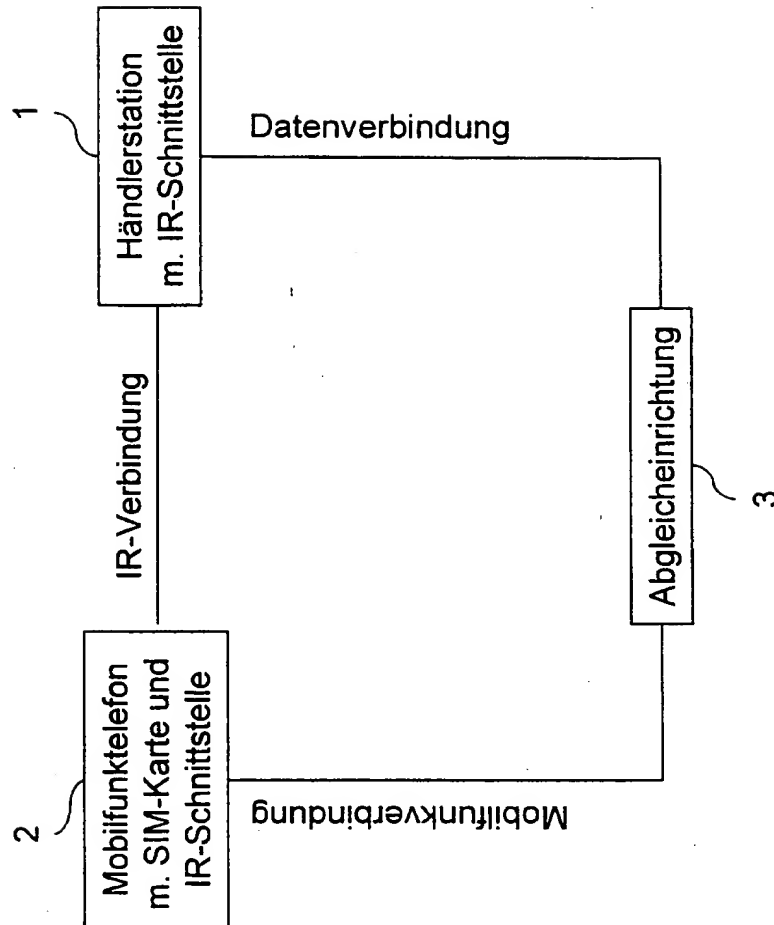 2
Mobilfunktelefon
m. SIM-Karte und
IR-Schnittstelle
IR-Verbindung
1
Händlerstation
m. IR-Schnittstelle
Mobilfunkverbindung
Datenverbindung
Abgleicheinrichtung
3